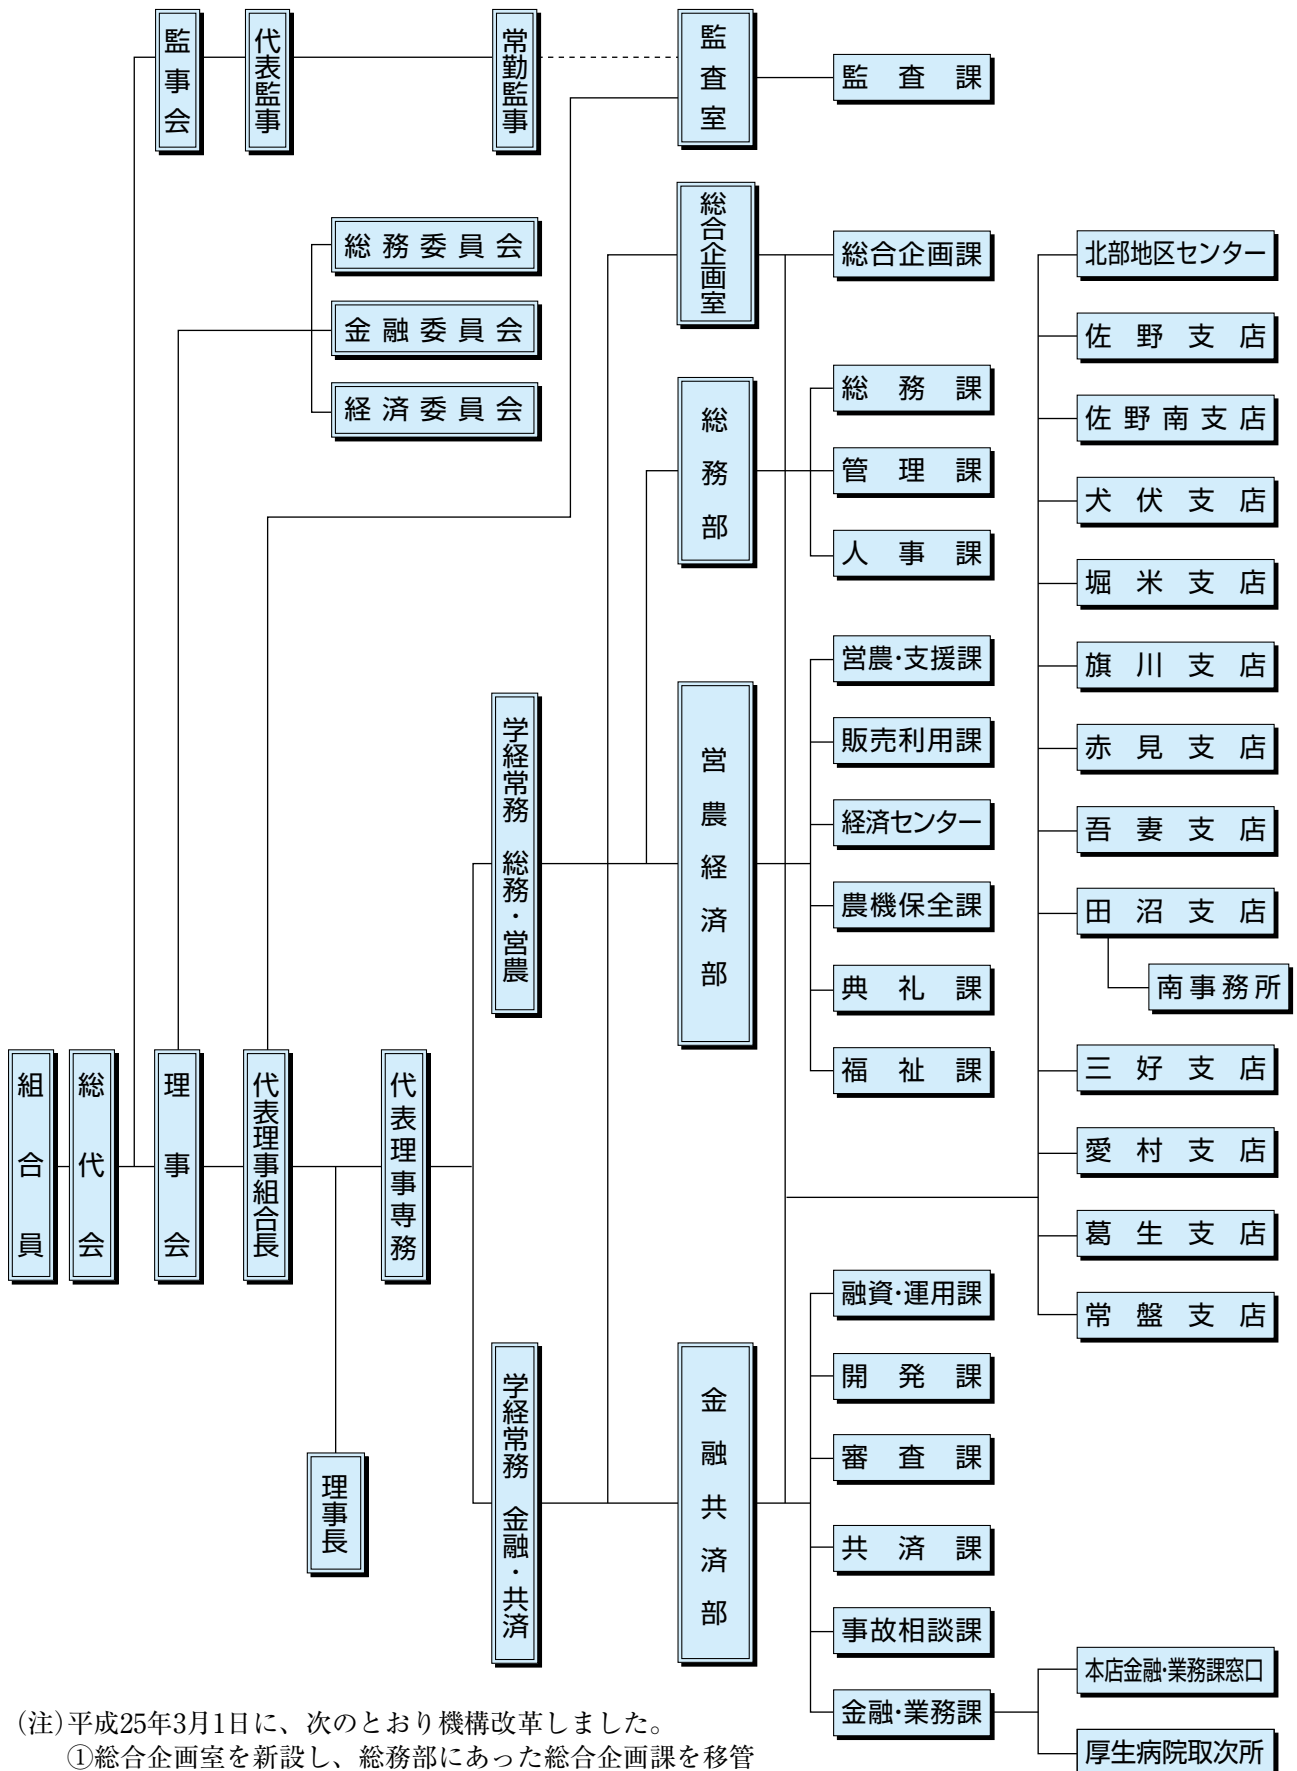 監事会
代表監事
常勤監事
監査室
監査課
総務委員会
金融委員会
経済委員会
総合企画室
総合企画課
総務部
総務課
管理課
人事課
組合員
総代会
理事会
代表理事組合長
代表理事専務
理事長
学経常務 総務・営農
営農経済部
営農・支援課
販売利用課
経済センター
農機保全課
典礼課
福祉課
学経常務 金融・共済
金融共済部
融資・運用課
開発課
審査課
共済課
事故相談課
金融・業務課
本店金融・業務課窓口
厚生病院取次所
北部地区センター
佐野支店
佐野南支店
犬伏支店
堀米支店
旗川支店
赤見支店
吾妻支店
田沼支店
南事務所
三好支店
愛村支店
葛生支店
常盤支店
(注)平成25年3月1日に、次のとおり機構改革しました。
①総合企画室を新設し、総務部にあった総合企画課を移管